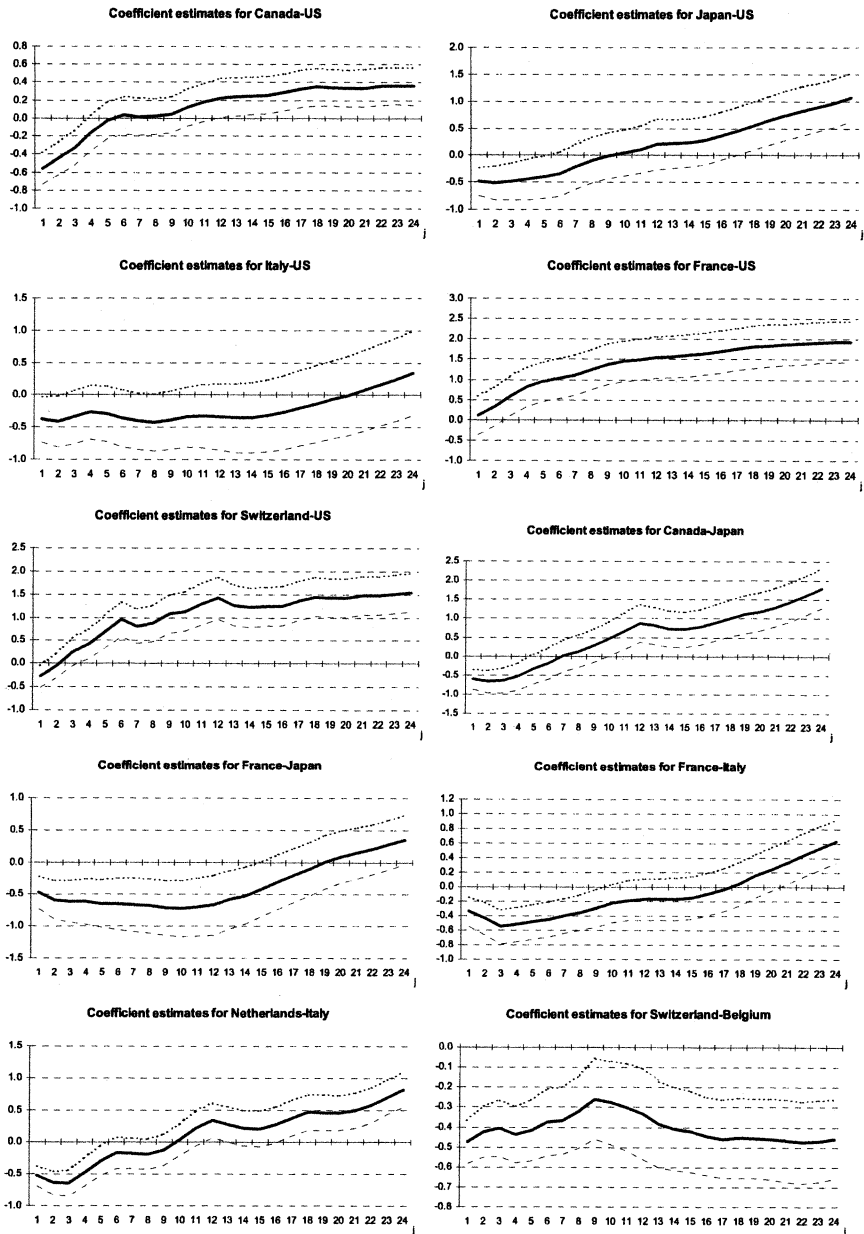 Coefficient estimates for Canada-US
0.8
0.6
0.4
0.2
0.0
-0.2
-0.4
-0.6
-0.8
-1.0
1 2 3 4 5 6 7 8 9 10 11 12 13 14 15 16 17 18 19 20 21 22 23 24
j
Coefficient estimates for Japan-US
2.0
1.5
1.0
0.5
0.0
-0.5
-1.0
1 2 3 4 5 6 7 8 9 10 11 12 13 14 15 16 17 18 19 20 21 22 23 24
j
Coefficient estimates for Italy-US
1.5
1.0
0.5
0.0
-0.5
-1.0
1 2 3 4 5 6 7 8 9 10 11 12 13 14 15 16 17 18 19 20 21 22 23 24
j
Coefficient estimates for France-US
3.0
2.5
2.0
1.5
1.0
0.5
0.0
-0.5
-1.0
1 2 3 4 5 6 7 8 9 10 11 12 13 14 15 16 17 18 19 20 21 22 23 24
j
Coefficient estimates for Switzerland-US
2.5
2.0
1.5
1.0
0.5
0.0
-0.5
-1.0
1 2 3 4 5 6 7 8 9 10 11 12 13 14 15 16 17 18 19 20 21 22 23 24
j
Coefficient estimates for Canada-Japan
2.5
2.0
1.5
1.0
0.5
0.0
-0.5
-1.0
-1.5
1 2 3 4 5 6 7 8 9 10 11 12 13 14 15 16 17 18 19 20 21 22 23 24
j
Coefficient estimates for France-Japan
1.0
0.5
0.0
-0.5
-1.0
-1.5
1 2 3 4 5 6 7 8 9 10 11 12 13 14 15 16 17 18 19 20 21 22 23 24
j
Coefficient estimates for France-Italy
1.2
1.0
0.8
0.6
0.4
0.2
0.0
-0.2
-0.4
-0.6
-0.8
-1.0
1 2 3 4 5 6 7 8 9 10 11 12 13 14 15 16 17 18 19 20 21 22 23 24
j
Coefficient estimates for Netherlands-Italy
1.5
1.0
0.5
0.0
-0.5
-1.0
1 2 3 4 5 6 7 8 9 10 11 12 13 14 15 16 17 18 19 20 21 22 23 24
j
Coefficient estimates for Switzerland-Belgium
0.0
-0.1
-0.2
-0.3
-0.4
-0.5
-0.6
-0.7
-0.8
1 2 3 4 5 6 7 8 9 10 11 12 13 14 15 16 17 18 19 20 21 22 23 24
j